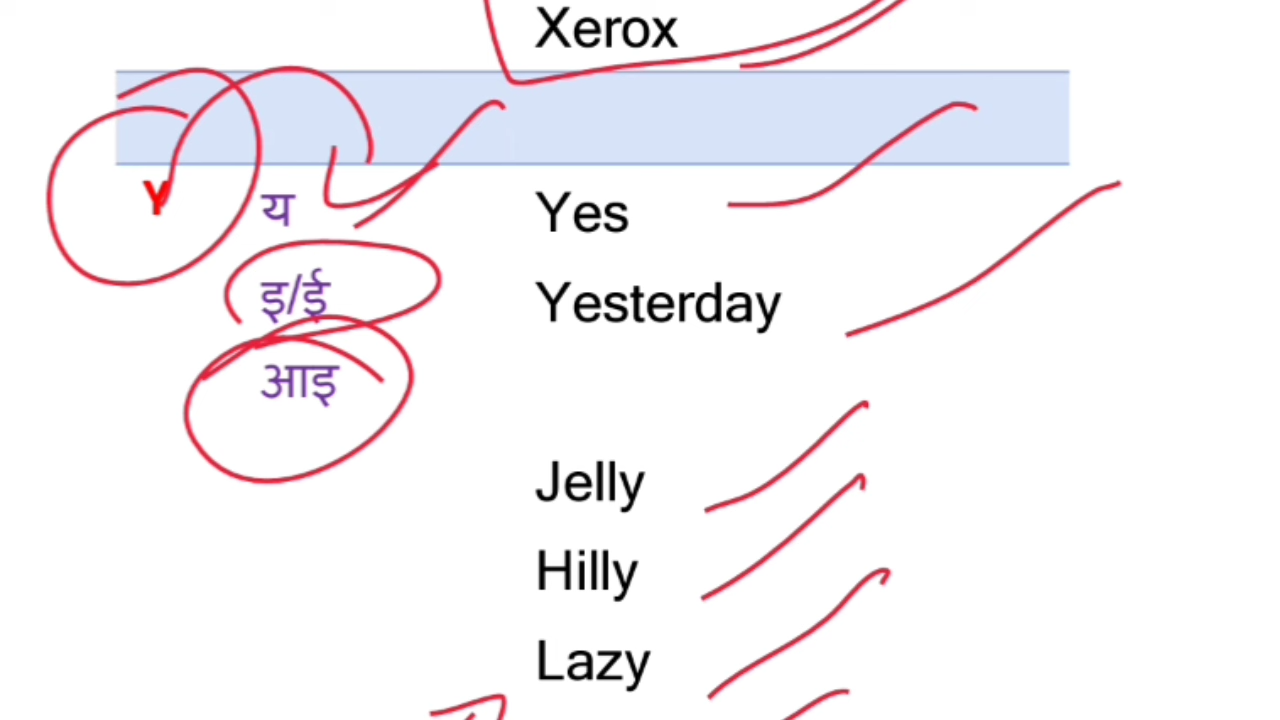 Xerox
Y य Yes
इ/ई Yesterday
आइ
Jelly
Hilly
Lazy